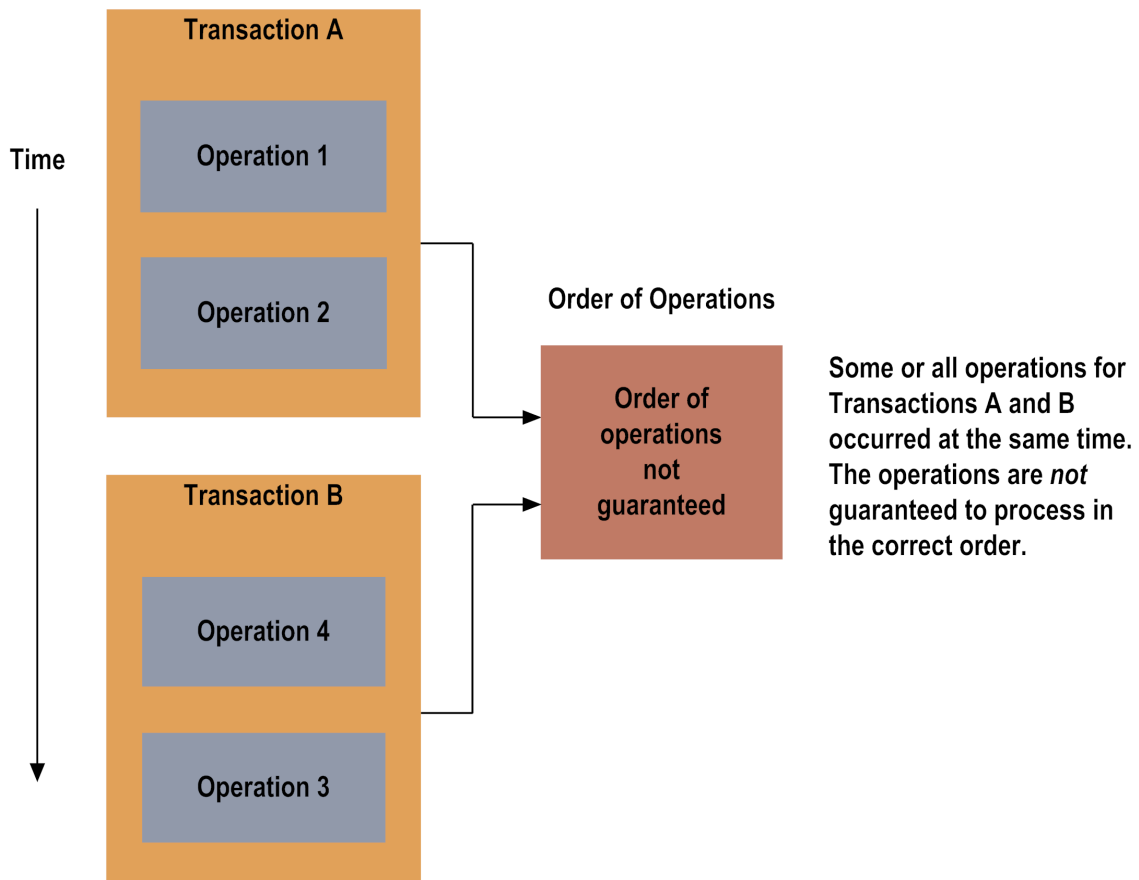 Transaction A
Operation 1
Time
Operation 2
Order of Operations
Order of
operations
not
guaranteed
Some or all operations for
Transactions A and B
occurred at the same time.
The operations are not
guaranteed to process in
the correct order.
Transaction B
Operation 4
Operation 3